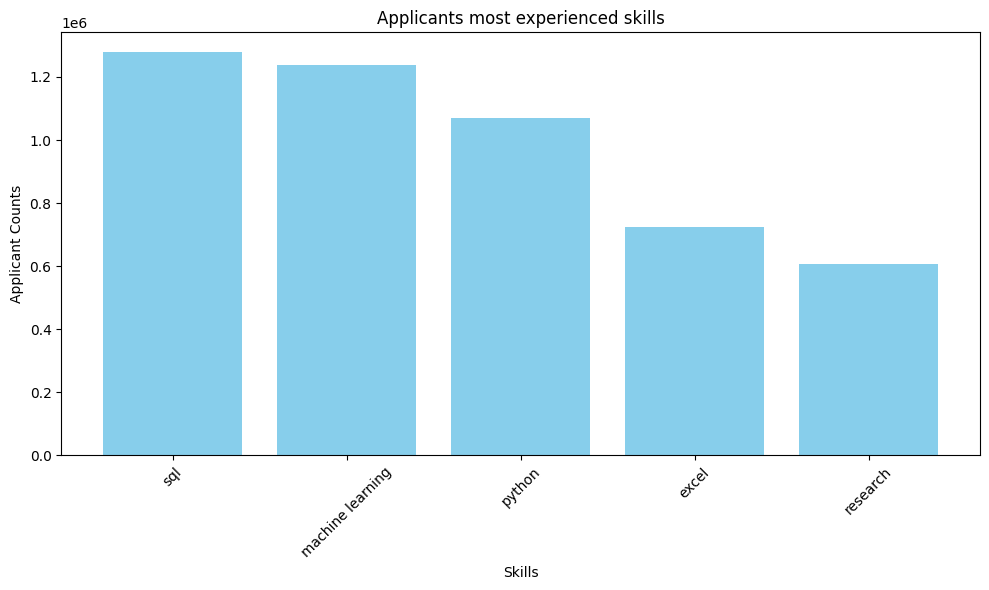 Applicants most experienced skills
1e6
1.2
1.0
0.8
0.6
0.4
0.2
0.0
Applicant Counts
sql
machine learning
python
excel
research
Skills